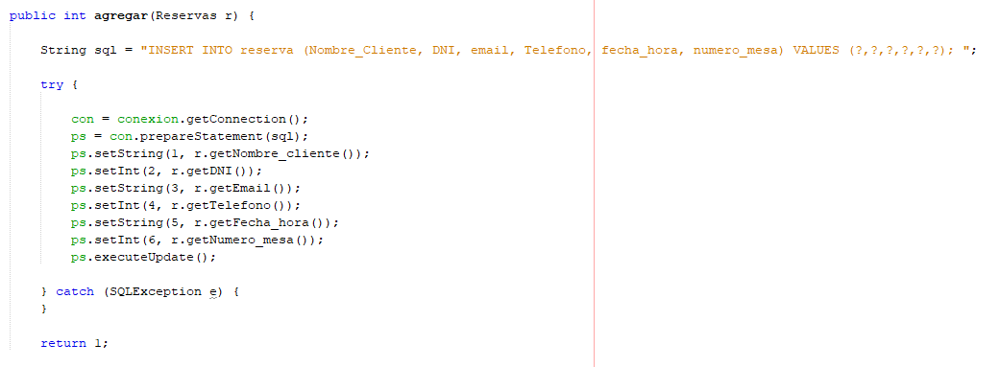 public int agregar(Reservas r) {
String sql = "INSERT INTO reserva (Nombre_Cliente, DNI, email, Telefono, fecha_hora, numero_mesa) VALUES (?,?,?,?,?,?); ";
try {
con = conexion.getConnection();
ps = con.prepareStatement(sql);
ps.setString(1, r.getNombre_cliente());
ps.setInt(2, r.getDNI());
ps.setString(3, r.getEmail());
ps.setInt(4, r.getTelefono());
ps.setString(5, r.getFecha_hora());
ps.setInt(6, r.getNumero_mesa());
ps.executeUpdate();
} catch (SQLException e) {
}
return 1;